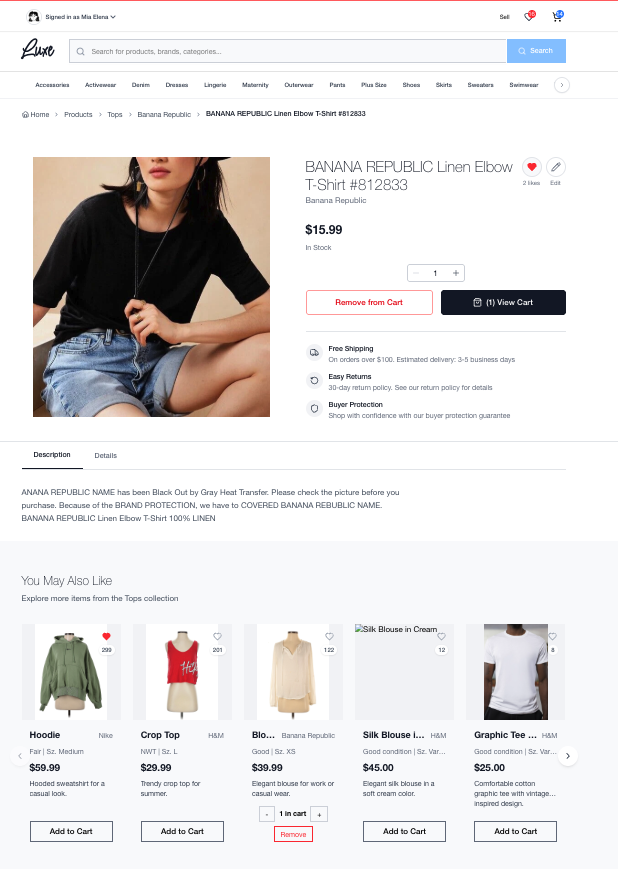 Signed in as Mia Elena
Sell
Luxe
Search for products, brands, categories...
Search
Accessories Activewear Denim Dresses Lingerie Maternity Outerwear Pants Plus Size Shoes Skirts Sweaters Swimwear
Home > Products > Tops > Banana Republic > BANANA REPUBLIC Linen Elbow T-Shirt #812833
BANANA REPUBLIC Linen Elbow
T-Shirt #812833
2 likes Edit
Banana Republic
$15.99
In Stock
− 1 +
Remove from Cart
(1) View Cart
Free Shipping
On orders over $100. Estimated delivery: 3-5 business days
Easy Returns
30-day return policy. See our return policy for details
Buyer Protection
Shop with confidence with our buyer protection guarantee
Description Details
ANANA REPUBLIC NAME has been Black Out by Gray Heat Transfer. Please check the picture before you
purchase. Because of the BRAND PROTECTION, we have to COVERED BANANA REBUBLIC NAME.
BANANA REPUBLIC Linen Elbow T-Shirt 100% LINEN
You May Also Like
Explore more items from the Tops collection
299
Hoodie Nike
Fair | Sz. Medium
$59.99
Hooded sweatshirt for a
casual look.
Add to Cart
201
Crop Top H&M
NWT | Sz. L
$29.99
Trendy crop top for
summer.
Add to Cart
122
Blo... Banana Republic
Good | Sz. XS
$39.99
Elegant blouse for work or
casual wear.
- 1 in cart +
Remove
Silk Blouse in Cream
12
Silk Blouse i... H&M
Good condition | Sz. Var...
$45.00
Elegant silk blouse in a
soft cream color.
Add to Cart
8
Graphic Tee ... H&M
Good condition | Sz. Var...
$25.00
Comfortable cotton
graphic tee with vintage...
inspired design.
Add to Cart